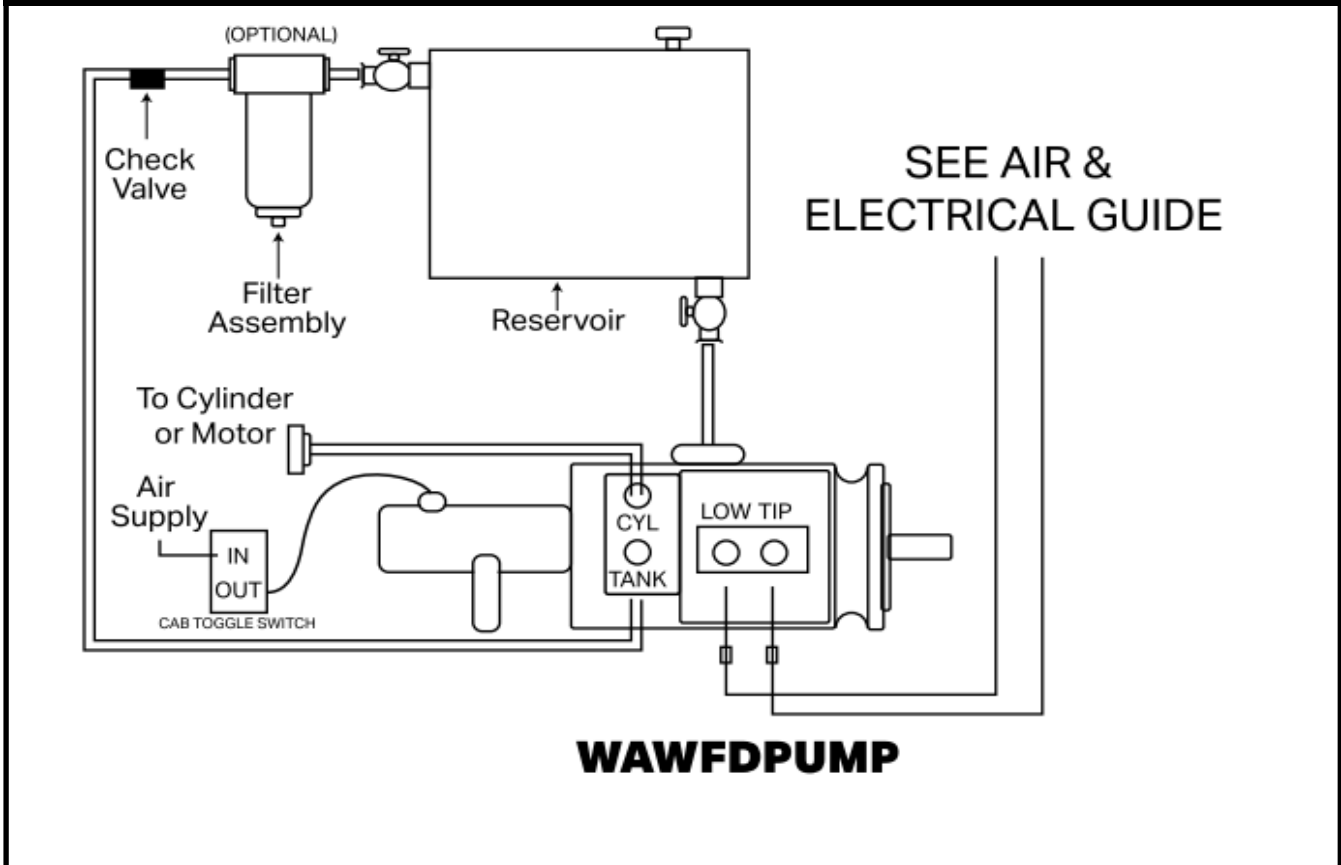 (OPTIONAL)
Check
Valve
Filter
Assembly
Reservoir
SEE AIR &
ELECTRICAL GUIDE
To Cylinder
or Motor
Air
Supply
IN
OUT
CAB TOGGLE SWITCH
CYL
TANK
LOW TIP
WAWFDPUMP